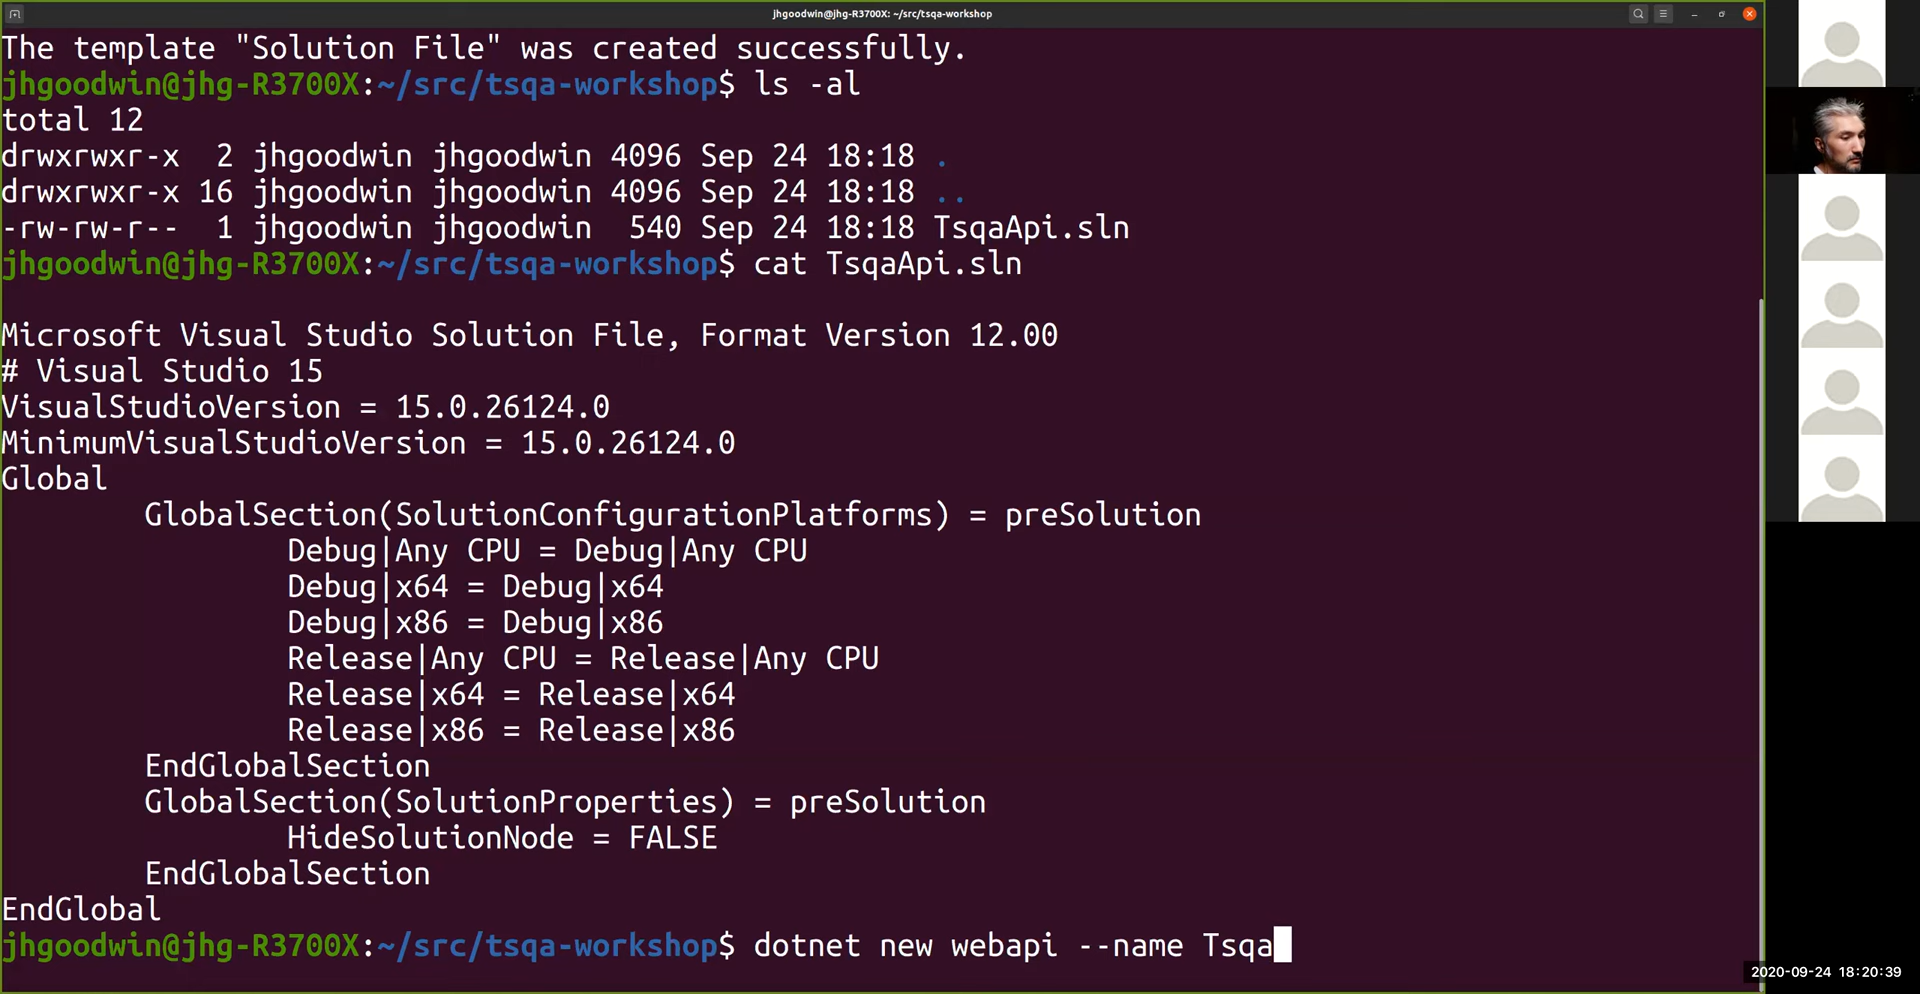 jhgoodwin@jhg-R3700X: ~/src/tsqa-workshop
The template "Solution File" was created successfully.
jhgoodwin@jhg-R3700X:~/src/tsqa-workshop$ ls -al
total 12
drwxrwxr-x  2 jhgoodwin jhgoodwin 4096 Sep 24 18:18 .
drwxrwxr-x 16 jhgoodwin jhgoodwin 4096 Sep 24 18:18 ..
-rw-rw-r--  1 jhgoodwin jhgoodwin  540 Sep 24 18:18 TsqaApi.sln
jhgoodwin@jhg-R3700X:~/src/tsqa-workshop$ cat TsqaApi.sln
Microsoft Visual Studio Solution File, Format Version 12.00
# Visual Studio 15
VisualStudioVersion = 15.0.26124.0
MinimumVisualStudioVersion = 15.0.26124.0
Global
GlobalSection(SolutionConfigurationPlatforms) = preSolution
Debug|Any CPU = Debug|Any CPU
Debug|x64 = Debug|x64
Debug|x86 = Debug|x86
Release|Any CPU = Release|Any CPU
Release|x64 = Release|x64
Release|x86 = Release|x86
EndGlobalSection
GlobalSection(SolutionProperties) = preSolution
HideSolutionNode = FALSE
EndGlobalSection
EndGlobal
jhgoodwin@jhg-R3700X:~/src/tsqa-workshop$ dotnet new webapi --name Tsqa
2020-09-24 18:20:39